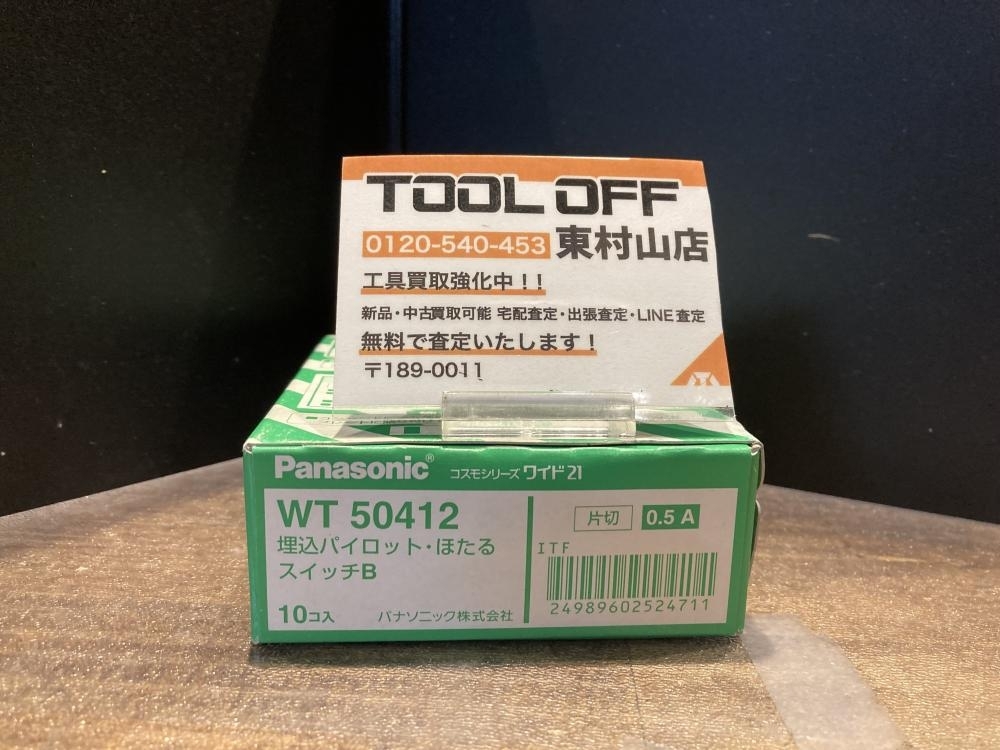 TOOL OFF
0120-540-453 東村山店
工具買取強化中!!
新品・中古買取可能 宅配査定・出張査定・LINE査定
無料で査定いたします!
〒189-0011
Panasonic® コスモシリーズ ワイド21
WT 50412
埋込パイロット・ほたる
スイッチB
10コ入 パナソニック株式会社
片切 0.5 A
ITF
24989602524711